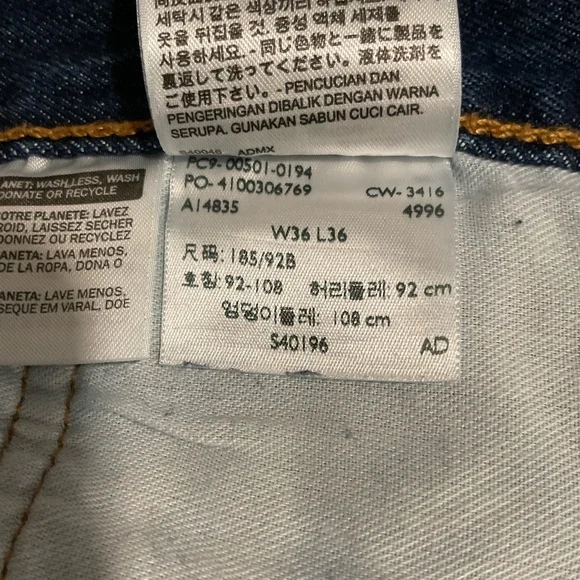 세탁시 같은 색상끼리
옷을 뒤집을 것. 중성 액체 세제를
사용하세요. - 同じ色物と一緒に製品を
裏返して洗ってください。液体洗剤を
ご使用下さい。 - PENCUCIAN DAN
PENGERINGAN DIBALIK DENGAN WARNA
SERUPA. GUNAKAN SABUN CUCI CAIR.
ADMX
PC9-00501-0194
PO-4100306769 CW-3416
A14835 4996
W36 L36
尺码: 185/92B
호칭: 92-108 허리둘레: 92 cm
엉덩이둘레: 108 cm
S40196 AD
ANET: WASH LESS, WASH
DONATE OR RECYCLE
OTRE PLANETE: LAVEZ
ROID, LAISSEZ SECHER
DONNEZ OU RECYCLEZ
ANETA: LAVA MENOS,
DE LA ROPA, DONA O
ANETA: LAVE MENOS,
SEQUE EM VARAL, DOE